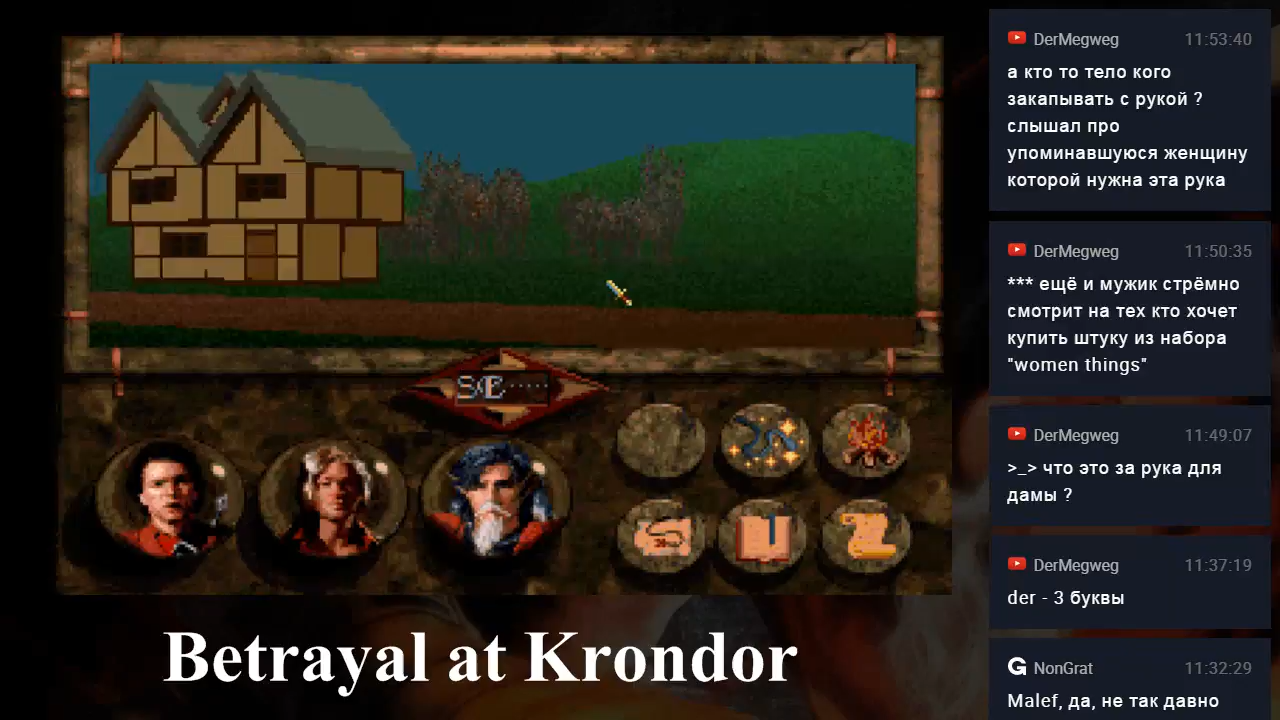 DerMegweg 11:53:40
а кто то тело кого
закапывать с рукой ?
слышал про
упоминавшуюся женщину
которой нужна эта рука
DerMegweg 11:50:35
*** ещё и мужик стрёмно
смотрит на тех кто хочет
купить штуку из набора
"women things"
DerMegweg 11:49:07
>_> что это за рука для
дамы ?
DerMegweg 11:37:19
der - 3 буквы
G NonGrat 11:32:29
Malef, да, не так давно
Betrayal at Krondor